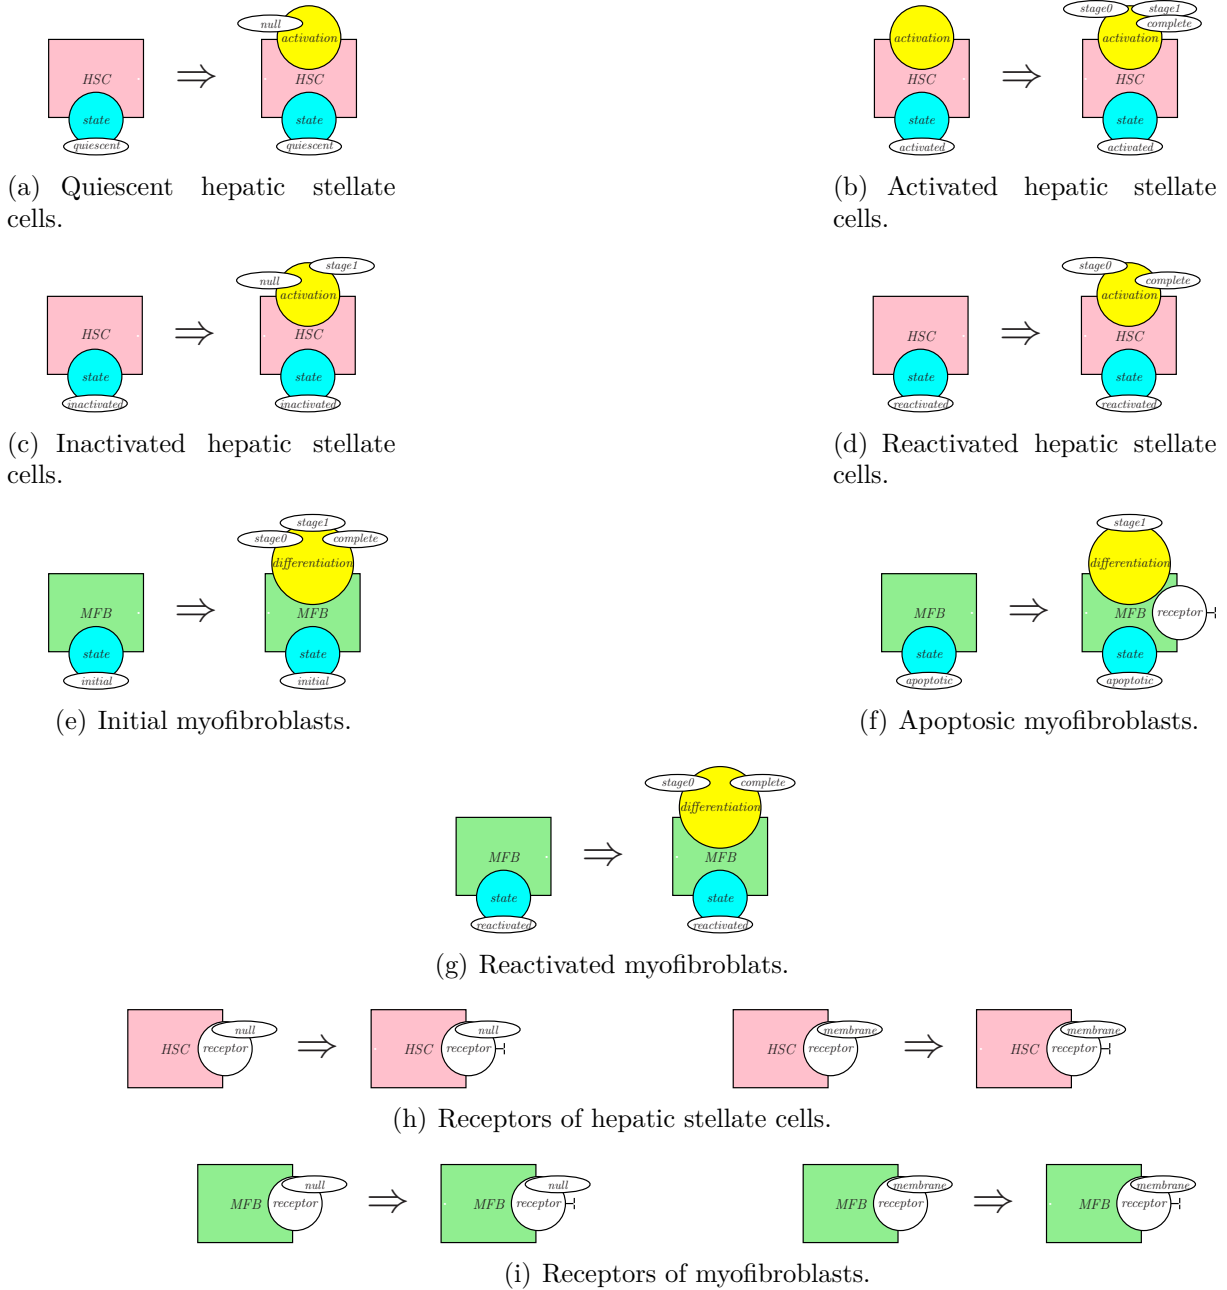 null stage0 stage1
complete
activation activation activation
HSC ⇒ HSC HSC ⇒ HSC
state state state state
quiescent quiescent activated activated
(a) Quiescent hepatic stellate
cells.
(b) Activated hepatic stellate
cells.
null stage1 stage0 complete
activation activation
HSC ⇒ HSC HSC ⇒ HSC
state state state state
inactivated inactivated reactivated reactivated
(c) Inactivated hepatic stellate
cells.
(d) Reactivated hepatic stellate
cells.
stage1 stage1
stage0 complete
differentiation differentiation
MFB ⇒ MFB MFB ⇒ MFB receptor
state state state state
initial initial apoptotic apoptotic
(e) Initial myofibroblasts.
(f) Apoptosic myofibroblasts.
stage0 complete
differentiation
MFB ⇒ MFB
state state
reactivated reactivated
(g) Reactivated myofibroblats.
null null membrane membrane
HSC receptor ⇒ HSC receptor HSC receptor ⇒ HSC receptor
(h) Receptors of hepatic stellate cells.
null null membrane membrane
MFB receptor ⇒ MFB receptor MFB receptor ⇒ MFB receptor
(i) Receptors of myofibroblasts.